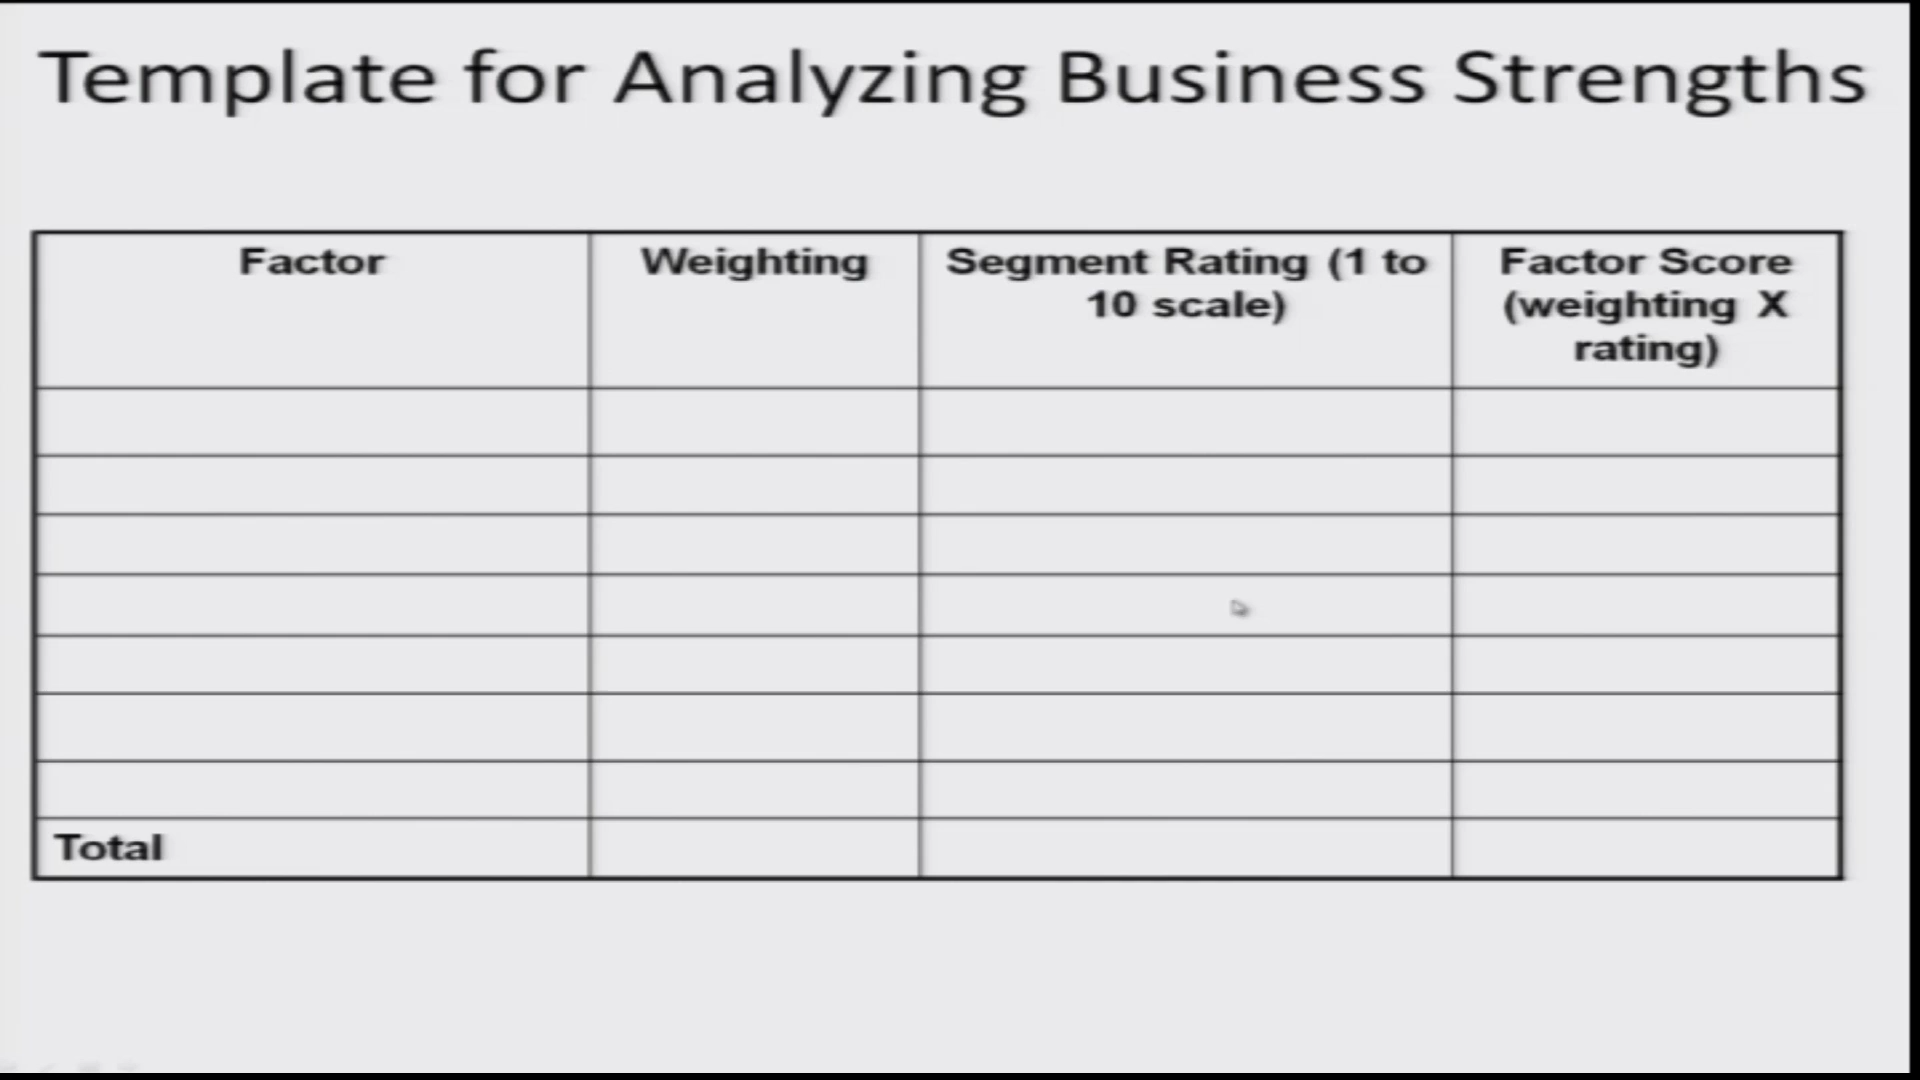 Template for Analyzing Business Strengths
Factor
Weighting
Segment Rating (1 to
10 scale)
Factor Score
(weighting X
rating)
Total